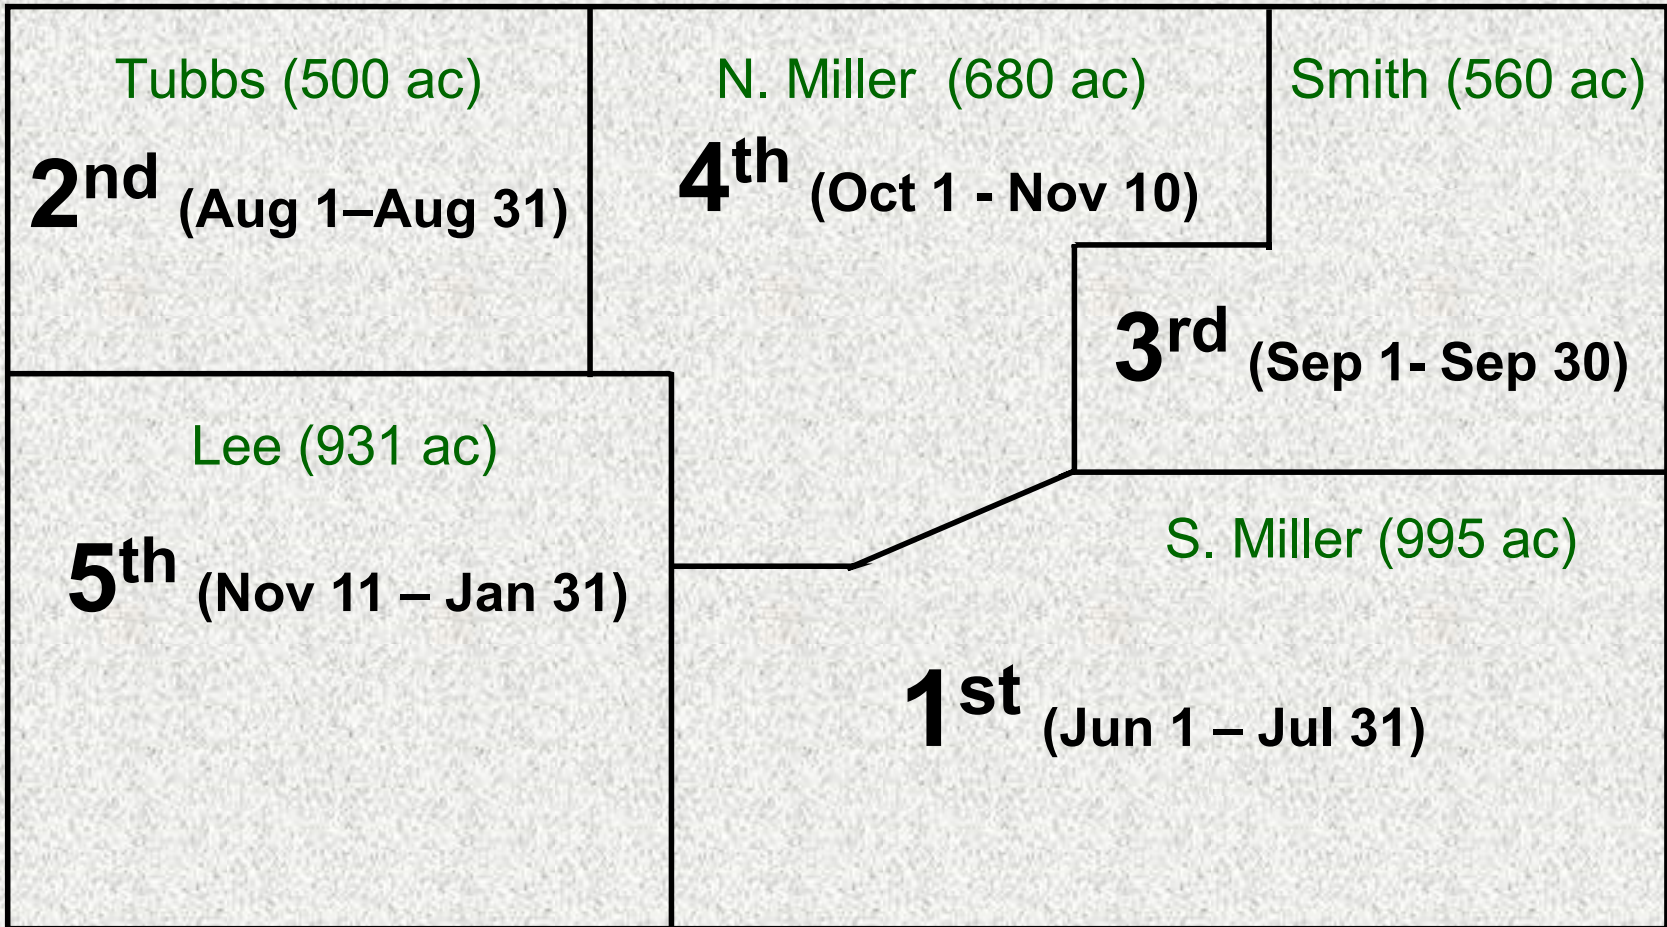 Tubbs (500 ac)
2nd (Aug 1–Aug 31)
N. Miller (680 ac)
4th (Oct 1 - Nov 10)
Smith (560 ac)
3rd (Sep 1- Sep 30)
Lee (931 ac)
5th (Nov 11 – Jan 31)
S. Miller (995 ac)
1st (Jun 1 – Jul 31)